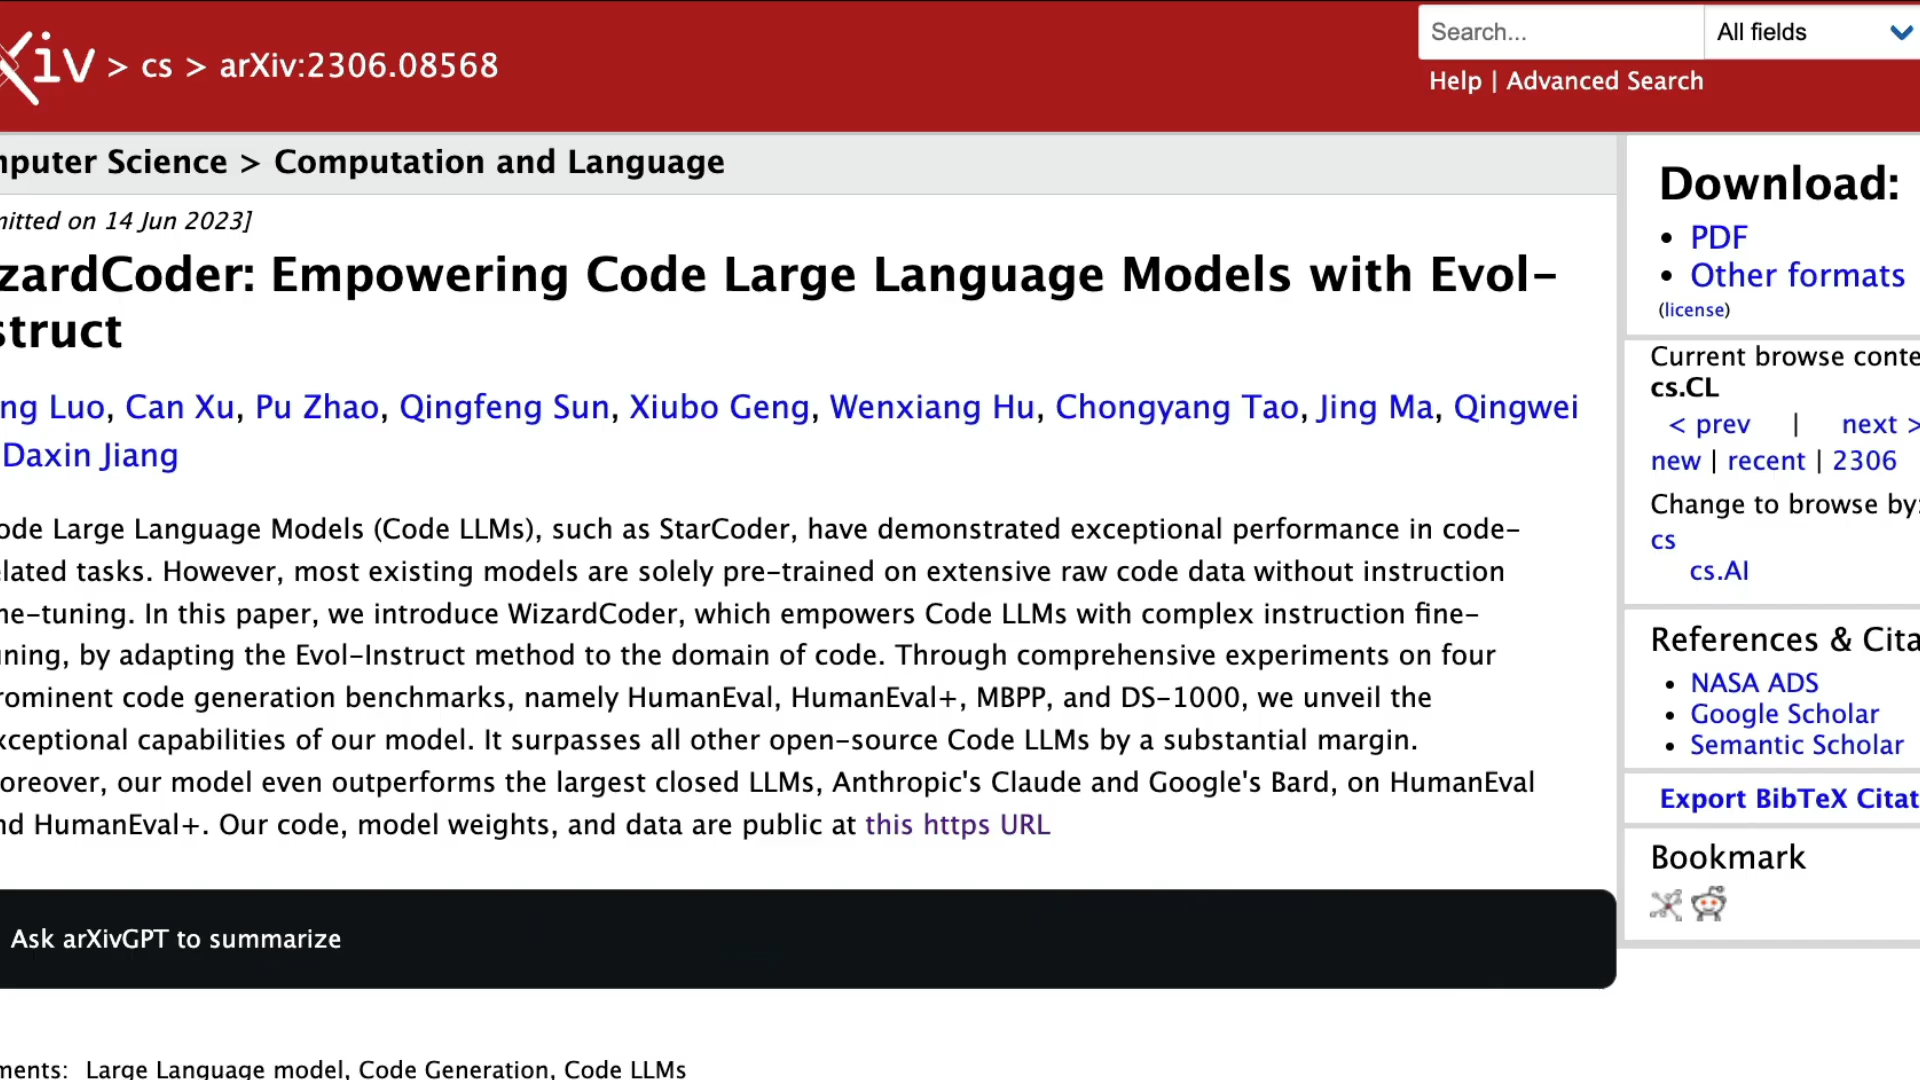 Xiv > cs > arXiv:2306.08568
Search...
All fields
Help | Advanced Search
mputer Science > Computation and Language
mitted on 14 Jun 2023]
zardCoder: Empowering Code Large Language Models with Evol-
struct
ng Luo, Can Xu, Pu Zhao, Qingfeng Sun, Xiubo Geng, Wenxiang Hu, Chongyang Tao, Jing Ma, Qingwei
Daxin Jiang
ode Large Language Models (Code LLMs), such as StarCoder, have demonstrated exceptional performance in code-
lated tasks. However, most existing models are solely pre-trained on extensive raw code data without instruction
ne-tuning. In this paper, we introduce WizardCoder, which empowers Code LLMs with complex instruction fine-
ning, by adapting the Evol-Instruct method to the domain of code. Through comprehensive experiments on four
rominent code generation benchmarks, namely HumanEval, HumanEval+, MBPP, and DS-1000, we unveil the
xceptional capabilities of our model. It surpasses all other open-source Code LLMs by a substantial margin.
oreover, our model even outperforms the largest closed LLMs, Anthropic's Claude and Google's Bard, on HumanEval
nd HumanEval+. Our code, model weights, and data are public at this https URL
Ask arXivGPT to summarize
ments: Large Language model, Code Generation, Code LLMs
Download:
PDF
Other formats
(license)
Current browse conte
cs.CL
< prev | next >
new | recent | 2306
Change to browse by:
cs
cs.AI
References & Cita
NASA ADS
Google Scholar
Semantic Scholar
Export BibTeX Citat
Bookmark